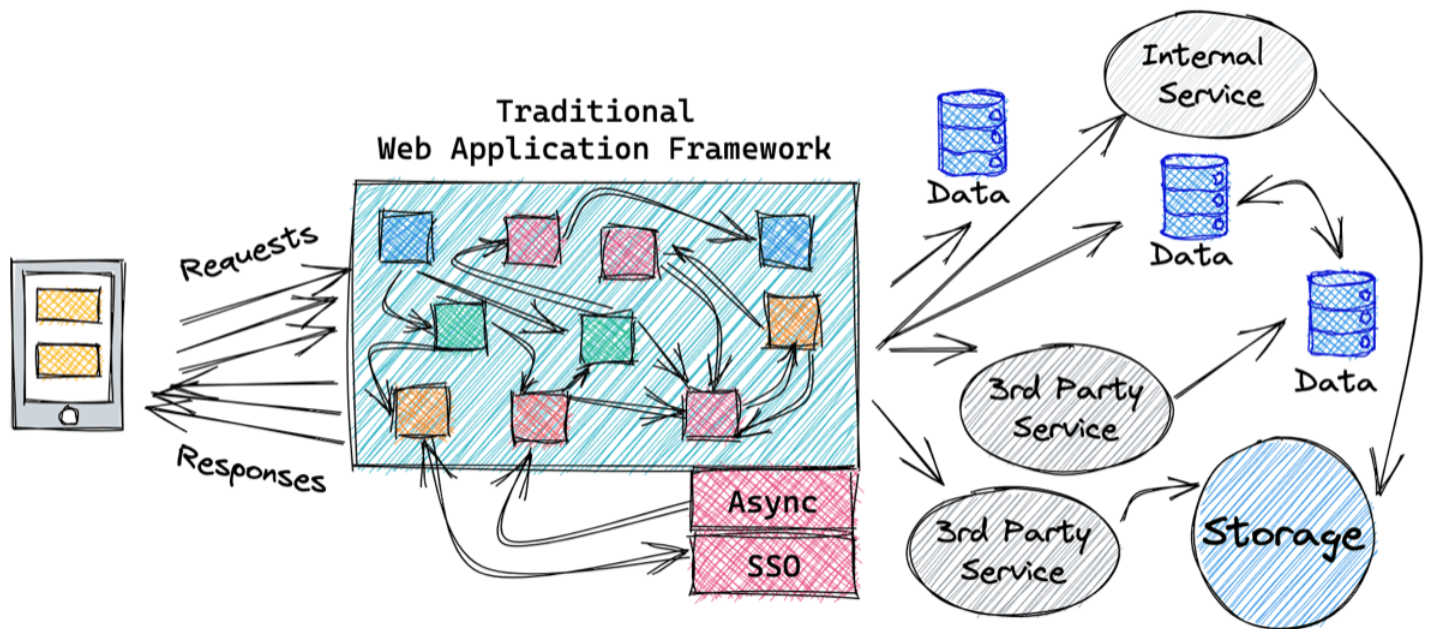 Traditional
Web Application Framework
Requests
Responses
Async
SSO
Internal
Service
Data
Data
Data
3rd Party
Service
3rd Party
Service
Storage